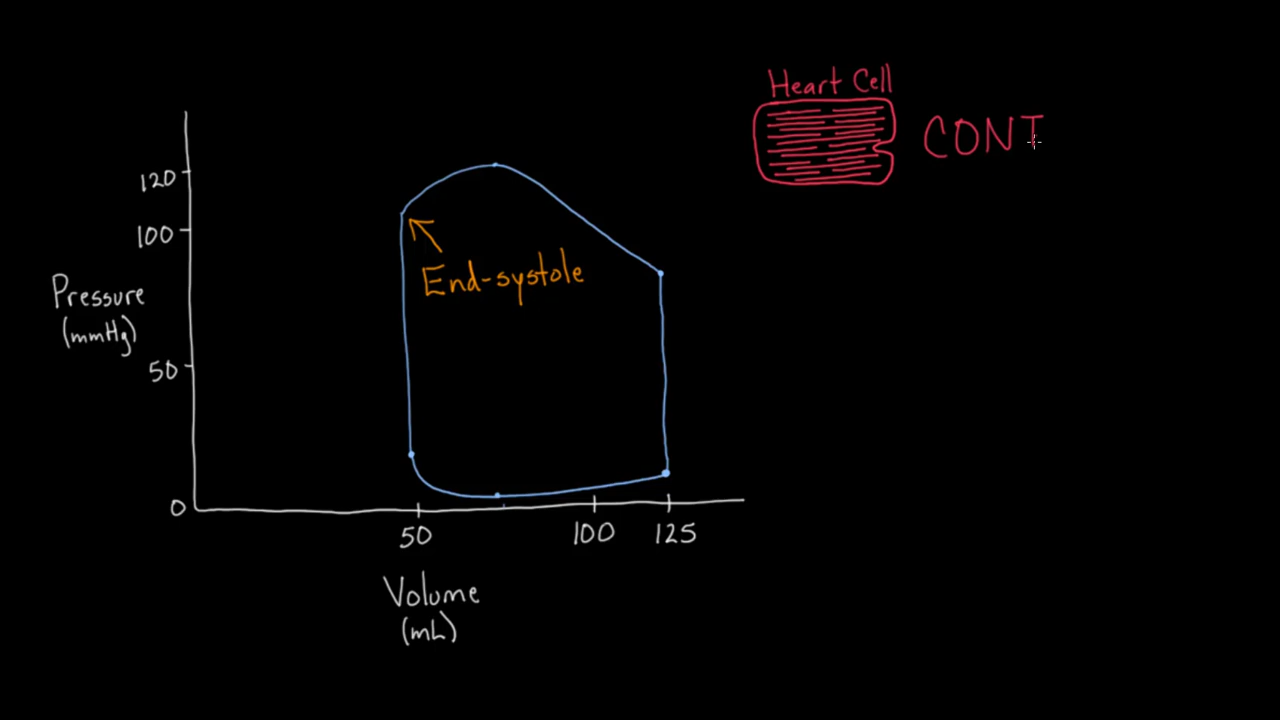 Heart Cell
CONT
120
100
End-systole
Pressure
(mmHg)
50
0
50 100 125
Volume
(mL)